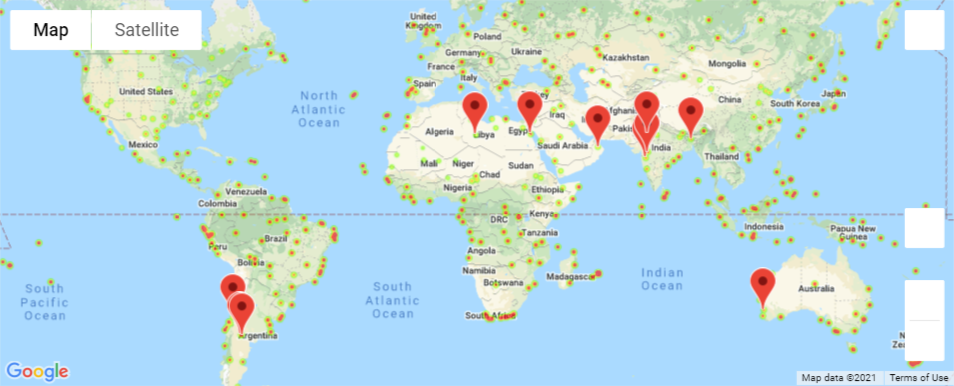 Map
Satellite
United
Kingdom
Poland
Germany
Ukraine
France
Kazakhstan
Mongolia
Italy
Spain
United States
Japan
China
South Korea
North
Atlantic
Ocean
Iraq
Algeria
Libya
Egypt
Saudi Arabia
India
Mexico
Mali
Niger
Sudan
Chad
Thailand
Nigeria
Ethiopia
Venezuela
Colombia
DRC
Kenya
Indonesia
Papua New
Guinea
Tanzania
Brazil
Peru
Angola
Bolivia
Namibia
Botswana
Madagascar
Indian
Ocean
South
Pacific
Ocean
South
Atlantic
Ocean
Australia
South Africa
Argentina
Google
Map data ©2021
Terms of Use